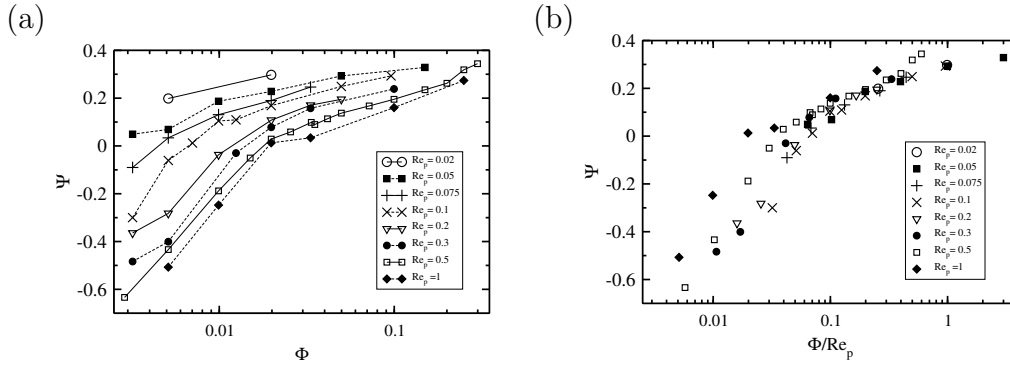 (a)
0.4
0.2
0
-0.2
-0.4
-0.6
Ψ
0.01
0.1
Φ
Re_p = 0.02
Re_p = 0.05
Re_p = 0.075
Re_p = 0.1
Re_p = 0.2
Re_p = 0.3
Re_p = 0.5
Re_p =1
(b)
0.4
0.2
0
-0.2
-0.4
-0.6
Ψ
0.01
0.1
1
Φ/Re_p
Re_p = 0.02
Re_p = 0.05
Re_p = 0.075
Re_p = 0.1
Re_p = 0.2
Re_p = 0.3
Re_p = 0.5
Re_p =1